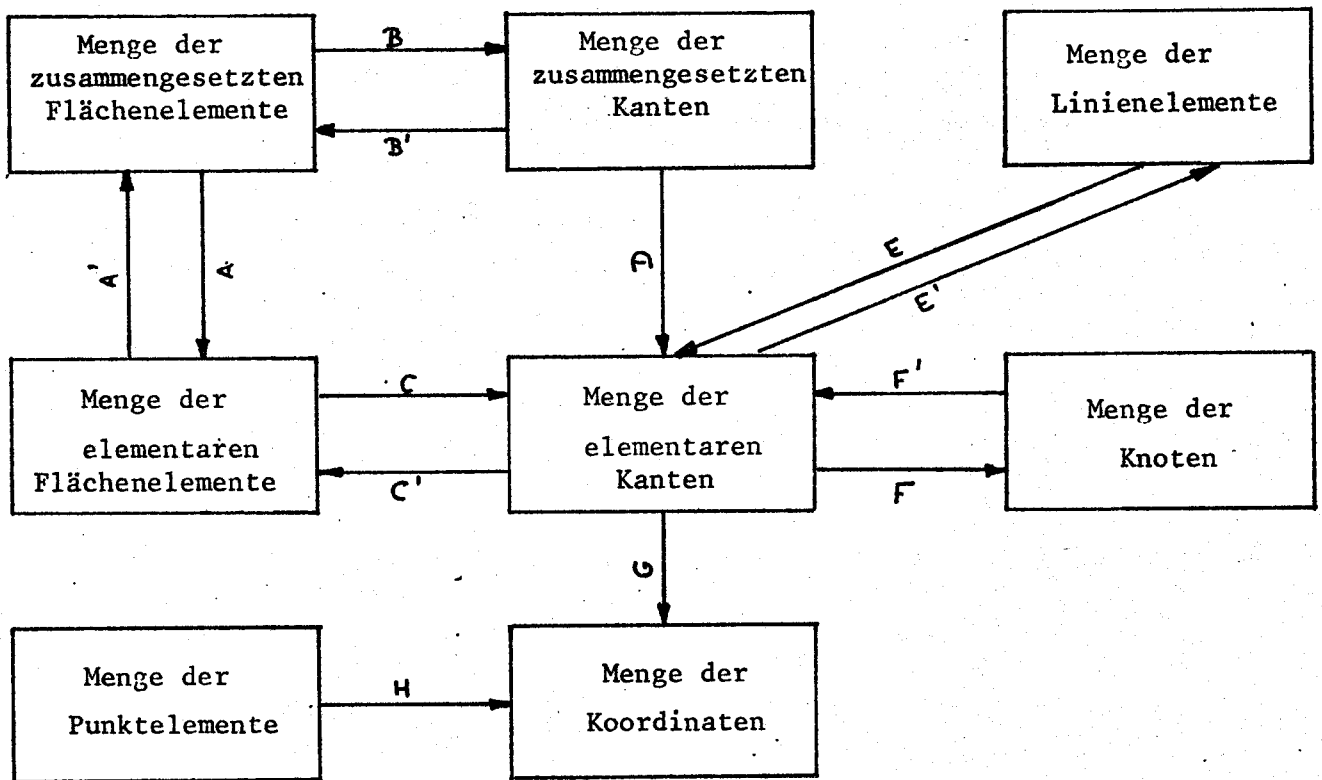 Menge der
zusammengesetzten
Flächenelemente
B
B'
Menge der
zusammengesetzten
Kanten
Menge der
Linienelemente
A'
A
D
E
E'
Menge der
elementaren
Flächenelemente
C
C'
Menge der
elementaren
Kanten
F'
F
Menge der
Knoten
G
Menge der
Punktelemente
H
Menge der
Koordinaten